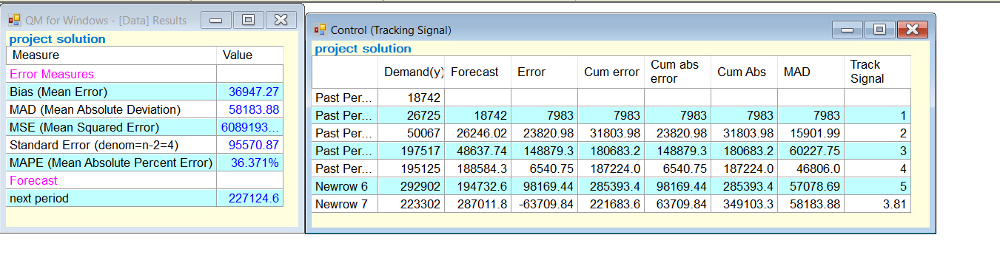 QM for Windows - [Data] Results
project solution
Measure Value
Error Measures
Bias (Mean Error) 36947.27
MAD (Mean Absolute Deviation) 58183.88
MSE (Mean Squared Error) 6089193...
Standard Error (denom=n-2=4) 95570.87
MAPE (Mean Absolute Percent Error) 36.371%
Forecast
next period 227124.6
Control (Tracking Signal)
project solution
Demand(y) Forecast Error Cum error Cum abs error Cum Abs MAD Track Signal
Past Per... 18742
Past Per... 26725 18742 7983 7983 7983 7983 7983 1
Past Per... 50067 26246.02 23820.98 31803.98 23820.98 31803.98 15901.99 2
Past Per... 197517 48637.74 148879.3 180683.2 148879.3 180683.2 60227.75 3
Past Per... 195125 188584.3 6540.75 187224.0 6540.75 187224.0 46806.0 4
Newrow 6 292902 194732.6 98169.44 285393.4 98169.44 285393.4 57078.69 5
Newrow 7 223302 287011.8 -63709.84 221683.6 63709.84 349103.3 58183.88 3.81